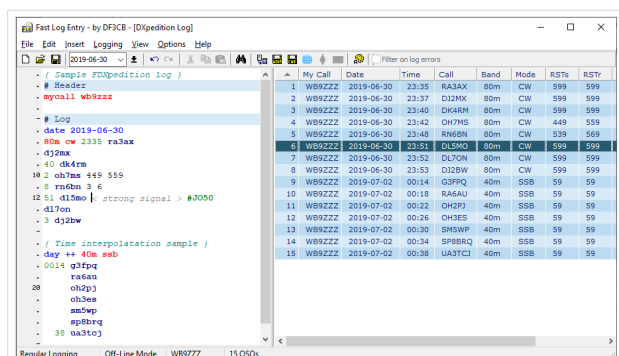 Fast Log Entry - by DF3CB - [DXpedition Log]
File Edit Insert Logging View Options Help
2019-06-30 Filter on log errors
{ Sample FDXpedition log }
# Header
mycall wb9zzz
# Log
date 2019-06-30
80m cw 2335 ra3ax
dj2mx
40 dk4rm
10 2 oh7ms 449 559
8 rn6bn 3 6
12 51 dl5mo < strong signal > #JO50
dl7on
3 dj2bw
{ Time interpolatation sample }
day ++ 40m ssb
0014 g3fpq
ra6au
20 oh2pj
oh3es
sm5wp
sp8brq
38 ua3tcj
My Call Date Time Call Band Mode RSTs RSTr
1 WB9ZZZ 2019-06-30 23:35 RA3AX 80m CW 599 599
2 WB9ZZZ 2019-06-30 23:37 DJ2MX 80m CW 599 599
3 WB9ZZZ 2019-06-30 23:40 DK4RM 80m CW 599 599
4 WB9ZZZ 2019-06-30 23:42 OH7MS 80m CW 449 559
5 WB9ZZZ 2019-06-30 23:48 RN6BN 80m CW 539 569
6 WB9ZZZ 2019-06-30 23:51 DL5MO 80m CW 599 599
7 WB9ZZZ 2019-06-30 23:52 DL7ON 80m CW 599 599
8 WB9ZZZ 2019-06-30 23:53 DJ2BW 80m CW 599 599
9 WB9ZZZ 2019-07-02 00:14 G3FPQ 40m SSB 59 59
10 WB9ZZZ 2019-07-02 00:18 RA6AU 40m SSB 59 59
11 WB9ZZZ 2019-07-02 00:22 OH2PJ 40m SSB 59 59
12 WB9ZZZ 2019-07-02 00:26 OH3ES 40m SSB 59 59
13 WB9ZZZ 2019-07-02 00:30 SM5WP 40m SSB 59 59
14 WB9ZZZ 2019-07-02 00:34 SP8BRQ 40m SSB 59 59
15 WB9ZZZ 2019-07-02 00:38 UA3TCJ 40m SSB 59 59
Regular Logging Off-Line Mode WB9ZZZ 15 QSOs